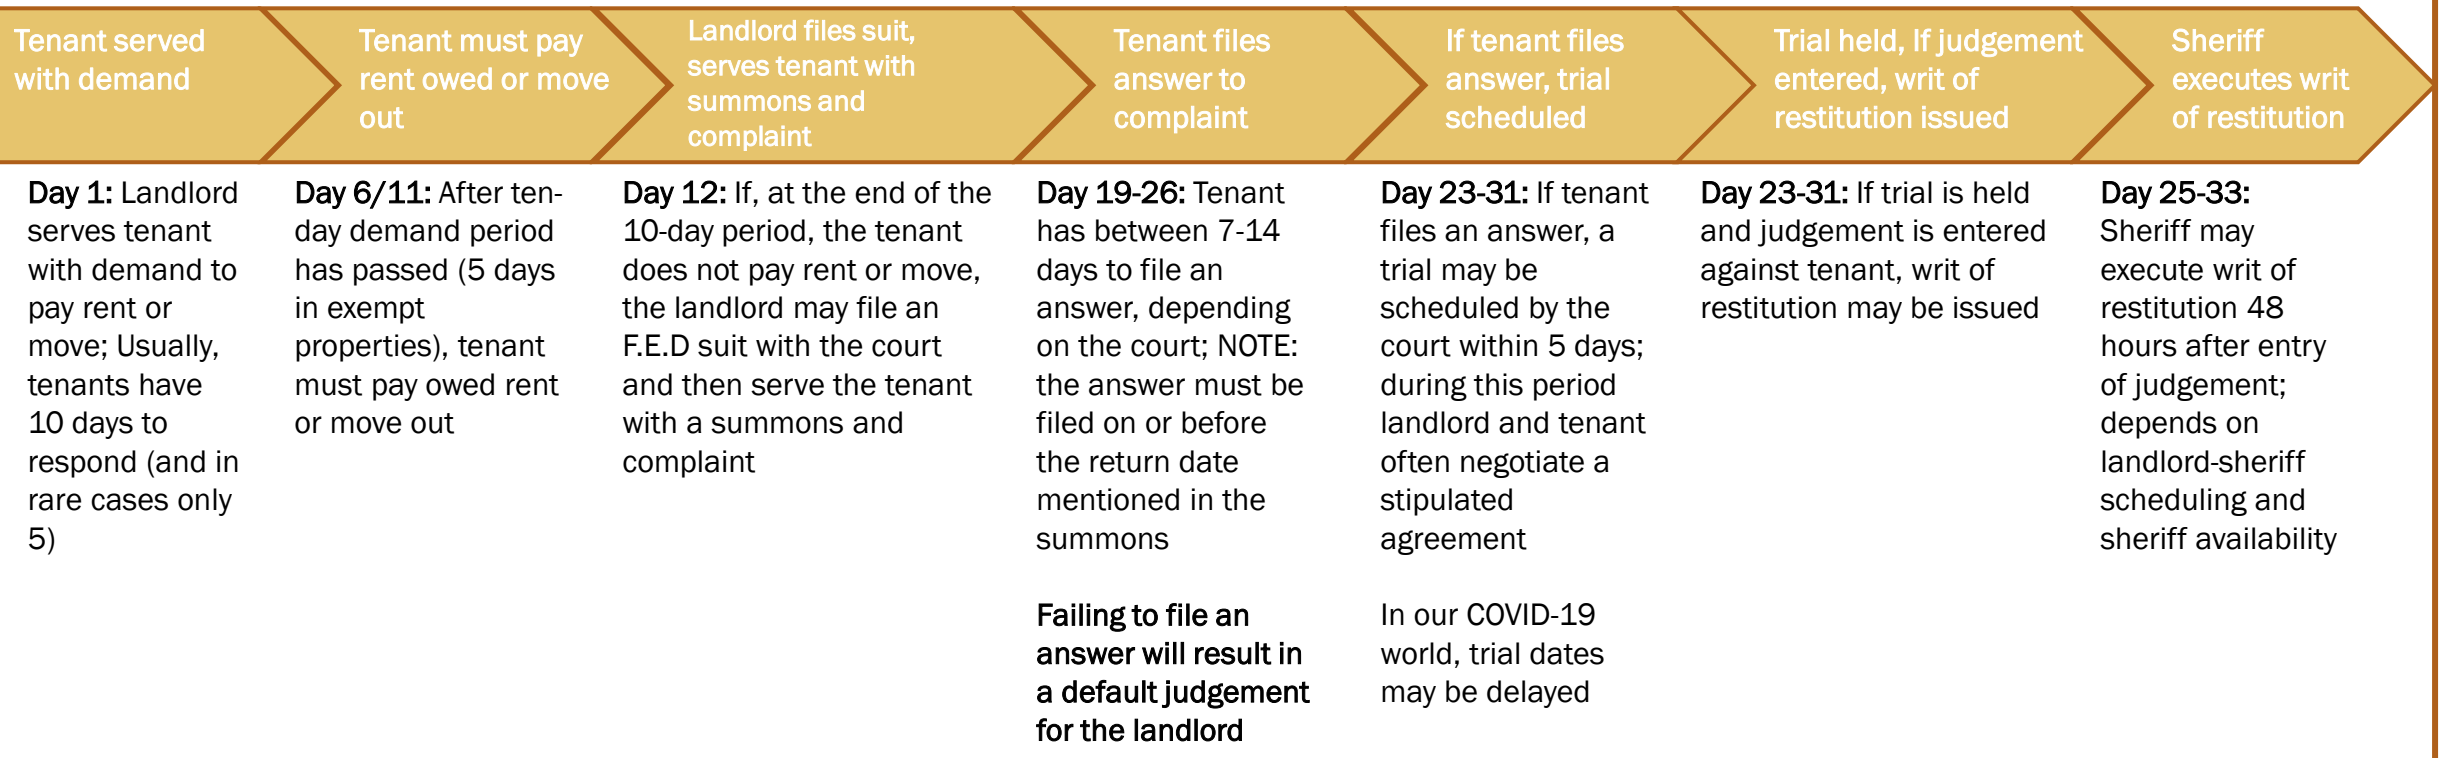 Tenant served
with demand
Tenant must pay
rent owed or move
out
Landlord files suit,
serves tenant with
summons and
complaint
Tenant files
answer to
complaint
If tenant files
answer, trial
scheduled
Trial held, If judgement
entered, writ of
restitution issued
Sheriff
executes writ
of restitution
Day 1: Landlord
serves tenant
with demand to
pay rent or
move; Usually,
tenants have
10 days to
respond (and in
rare cases only
5)
Day 6/11: After ten-
day demand period
has passed (5 days
in exempt
properties), tenant
must pay owed rent
or move out
Day 12: If, at the end of the
10-day period, the tenant
does not pay rent or move,
the landlord may file an
F.E.D suit with the court
and then serve the tenant
with a summons and
complaint
Day 19-26: Tenant
has between 7-14
days to file an
answer, depending
on the court; NOTE:
the answer must be
filed on or before
the return date
mentioned in the
summons
Failing to file an
answer will result in
a default judgement
for the landlord
Day 23-31: If tenant
files an answer, a
trial may be
scheduled by the
court within 5 days;
during this period
landlord and tenant
often negotiate a
stipulated
agreement
In our COVID-19
world, trial dates
may be delayed
Day 23-31: If trial is held
and judgement is entered
against tenant, writ of
restitution may be issued
Day 25-33:
Sheriff may
execute writ of
restitution 48
hours after entry
of judgement;
depends on
landlord-sheriff
scheduling and
sheriff availability